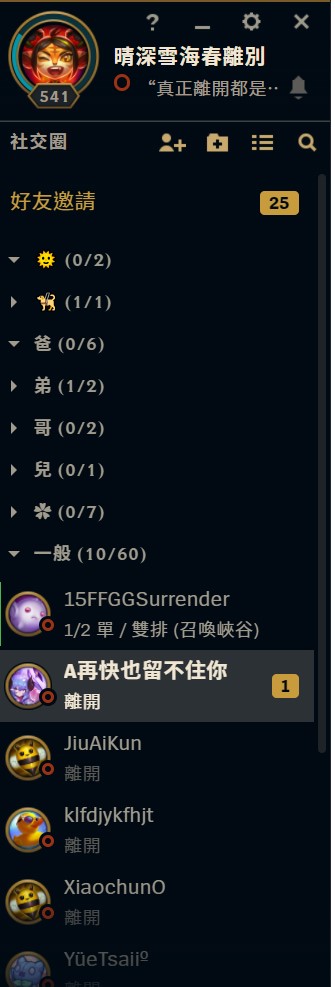 晴深雪海春離別
“真正離開都是··
541
社交圈
好友邀請 25
🌞 (0/2)
🐕‍🦺 (1/1)
爸 (0/6)
弟 (1/2)
哥 (0/2)
兒 (0/1)
✽ (0/7)
一般 (10/60)
15FFGGSurrender
1/2 單 / 雙排 (召喚峽谷)
A再快也留不住你
離開 1
JiuAiKun
離開
klfdjykfhjt
離開
XiaochunO
離開
YüeTsaiiº